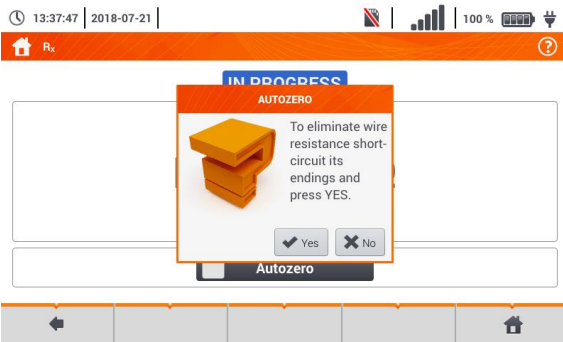 13:37:47 2018-07-21 100 %
Rx
IN PROGRESS
AUTOZERO
To eliminate wire
resistance short-
circuit its
endings and
press YES.
Yes No
Autozero